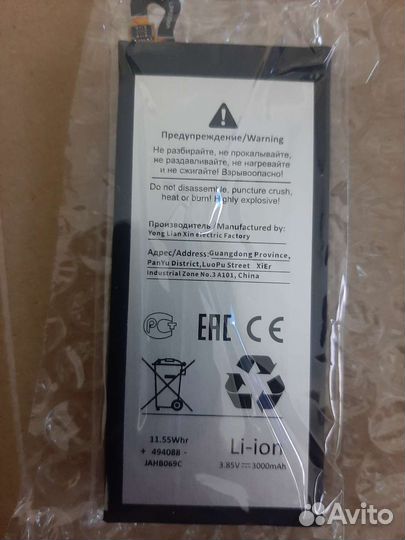 Предупреждение/Warning
Не разбирайте, не прокалывайте,
не раздавливайте, не нагревайте
и не сжигайте! Взрывоопасно!
Do not disassemble, puncture crush,
heat or burn! Highly explosive!
Производитель / Manufactured by:
Yong Lian Xin electric Factory
Адрес/Address: Guangdong Province,
PanYu District, LuoPu Street XiEr
industrial Zone No.3 A101, China
EAC CE
11.55Whr
+ 494088 -
JAHB069C
Li-ion
3.85V 3000mAh
Avito